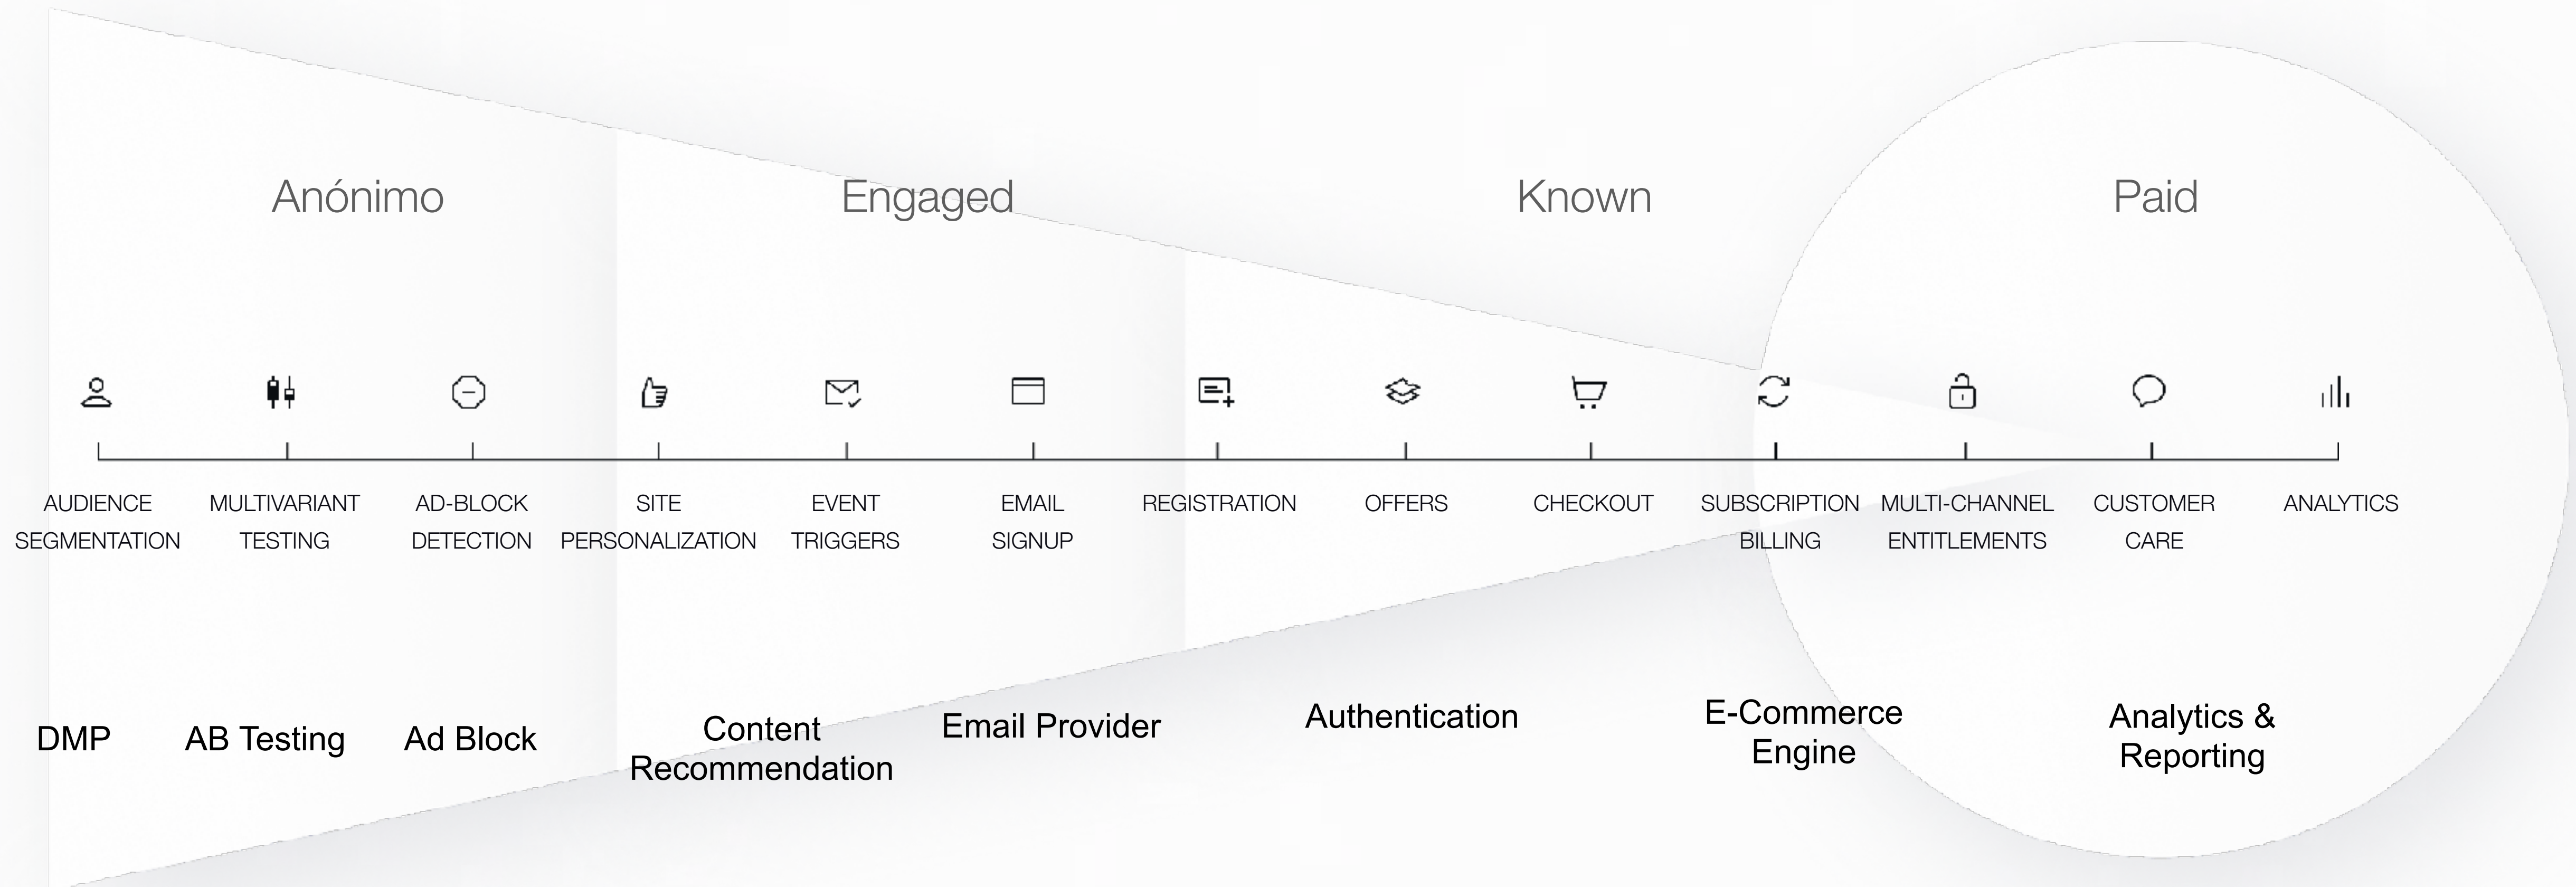 Anónimo
Engaged
Known
Paid
AUDIENCE
SEGMENTATION
MULTIVARIANT
TESTING
AD-BLOCK
DETECTION
SITE
PERSONALIZATION
EVENT
TRIGGERS
EMAIL
SIGNUP
REGISTRATION
OFFERS
CHECKOUT
SUBSCRIPTION
BILLING
MULTI-CHANNEL
ENTITLEMENTS
CUSTOMER
CARE
ANALYTICS
DMP
AB Testing
Ad Block
Content
Recommendation
Email Provider
Authentication
E-Commerce
Engine
Analytics &
Reporting